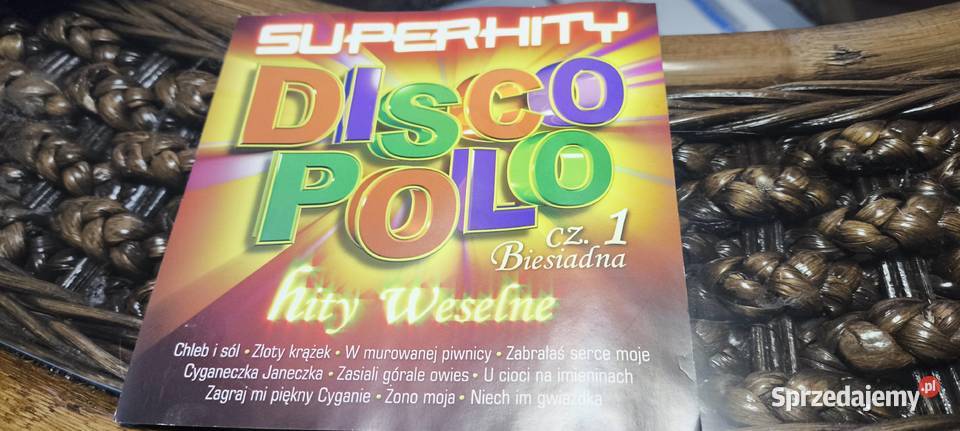 SUPERHITY
DISCO
POLO
cz. 1
Biesiadna
hity Weselne
Chleb i sól • Zloty krążek • W murowanej piwnicy • Zabrałaś serce moje
Cyganeczka Janeczka • Zasiali górale owies • U cioci na imieninach
Zagraj mi piękny Cyganie • Żono moja • Niech im gwiazdka
Sprzedajemy.pl